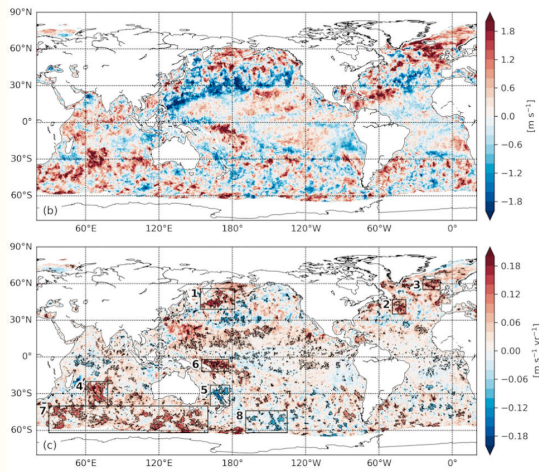 90°N
60°N
30°N
0°
30°S
60°S
(b)
60°E 120°E 180° 120°W 60°W 0°
1.8
1.2
0.6
0.0
-0.6
-1.2
-1.8
[m s⁻¹]
90°N
60°N
30°N
0°
30°S
60°S
90°S
1
2
3
4
5
6
7
8
(c)
60°E 120°E 180° 120°W 60°W 0°
0.18
0.12
0.06
0.00
-0.06
-0.12
-0.18
[m s⁻¹ yr⁻¹]